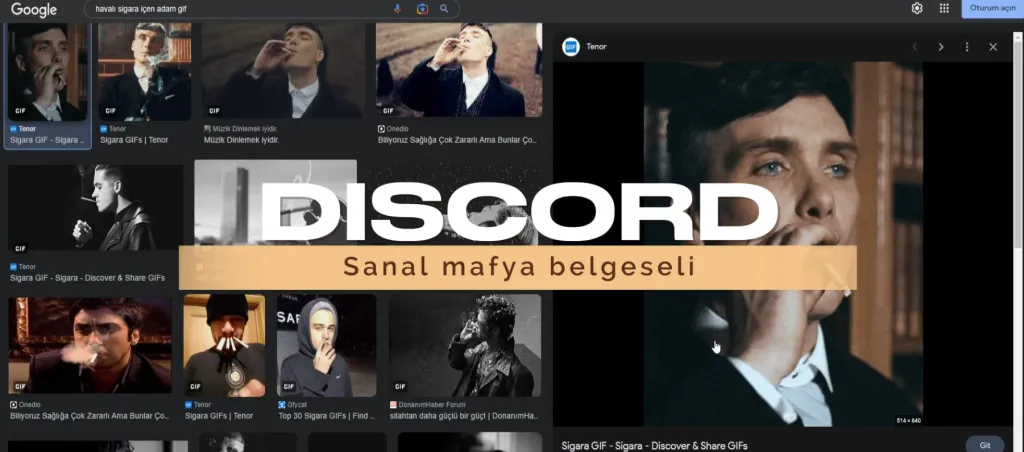 Google
havalı sigara içen adam gif
Oturum açın
GIF
Tenor
Sigara GIF - Sigara ...
GIF
Tenor
Sigara GIFs | Tenor
GIF
Müzik Dinlemek iyidir.
Müzik Dinlemek iyidir.
GIF
Onedio
Biliyoruz Sağlığa Çok Zararlı Ama Bunlar Ço...
GIF
Tenor
DISCORD
Sanal mafya belgeseli
GIF
Tenor
Sigara GIF - Sigara - Discover & Share GIFs
GIF
Onedio
Biliyoruz Sağlığa Çok Zararlı Ama Bunlar Ço...
GIF
Tenor
Sigara GIFs | Tenor
SAF
GIF
Gfycat
Top 30 Sigara GIFs | Find ...
GIF
DonanımHaber Forum
silahtan daha güçlü bir güç! | DonanımHa...
514 × 640
Sigara GIF - Sigara - Discover & Share GIFs
Git